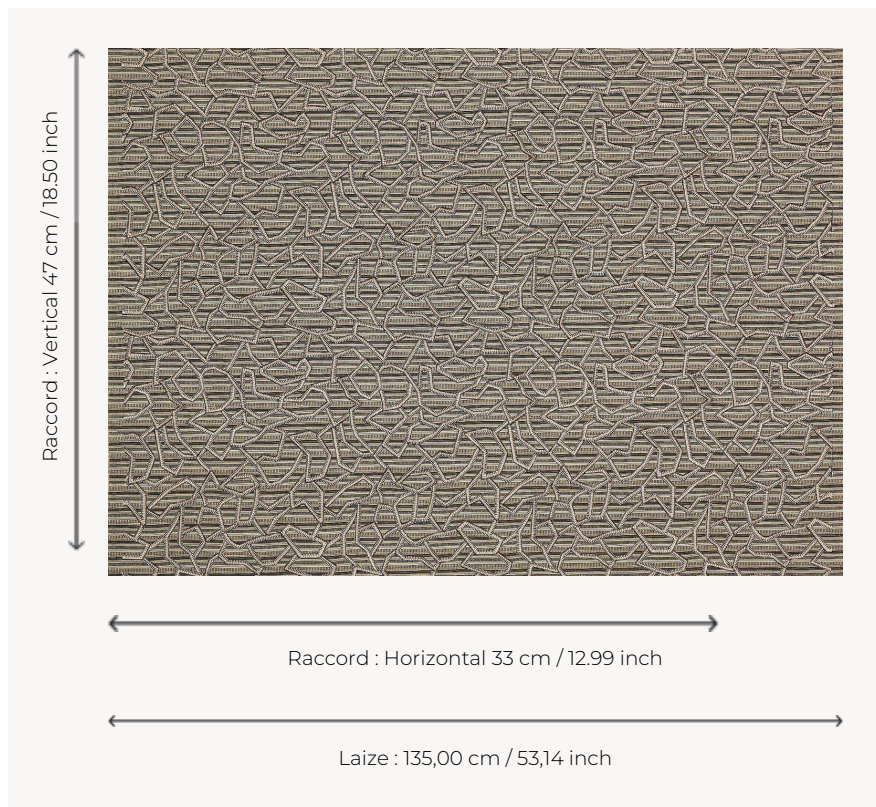 Raccord : Vertical 47 cm / 18.50 inch
Raccord : Horizontal 33 cm / 12.99 inch
Laize : 135,00 cm / 53,14 inch